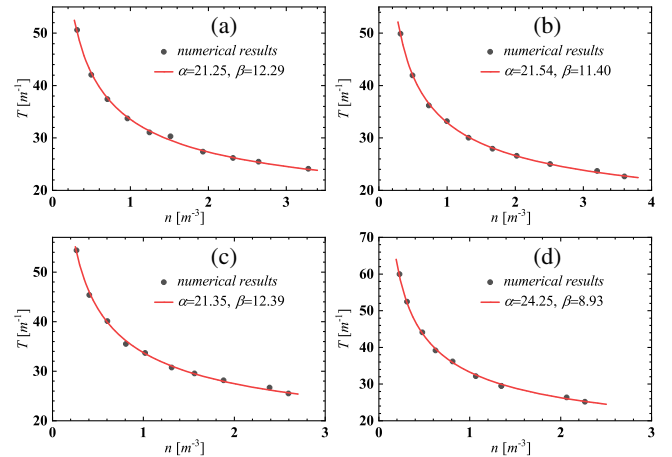 (a)
50
40
30
20
T [m⁻¹]
numerical results
α=21.25, β=12.29
0 1 2 3
n [m⁻³]
(b)
50
40
30
20
T [m⁻¹]
numerical results
α=21.54, β=11.40
0 1 2 3 4
n [m⁻³]
(c)
50
40
30
20
T [m⁻¹]
numerical results
α=21.35, β=12.39
0 1 2 3
n [m⁻³]
(d)
70
60
50
40
30
20
T [m⁻¹]
numerical results
α=24.25, β=8.93
0 1 2 3
n [m⁻³]